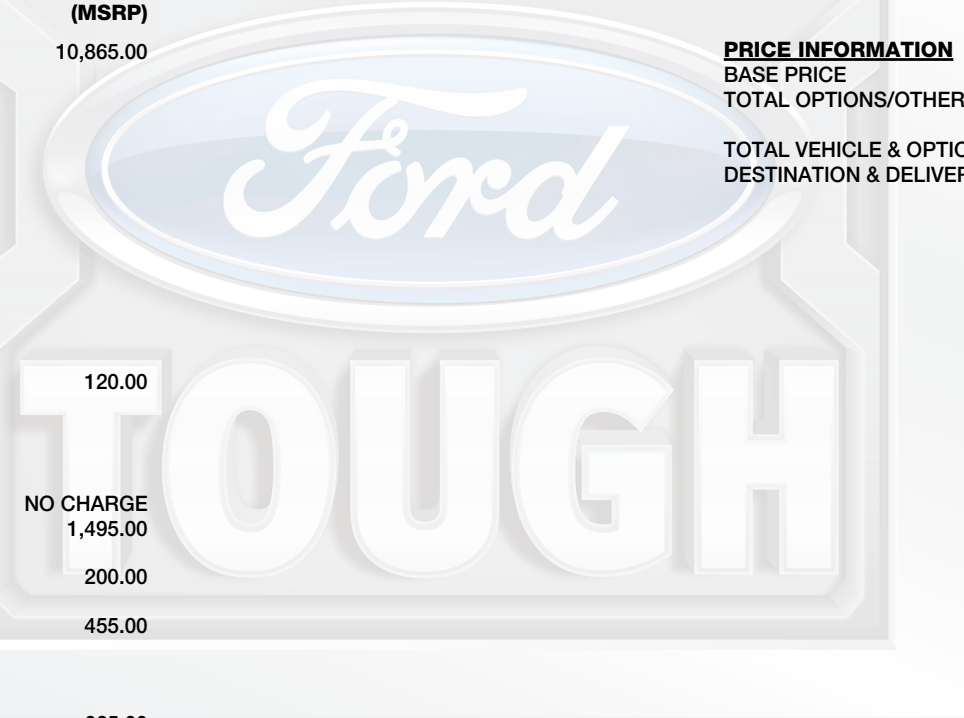 (MSRP)
10,865.00
120.00
NO CHARGE
1,495.00
200.00
455.00
PRICE INFORMATION
BASE PRICE
TOTAL OPTIONS/OTHER
TOTAL VEHICLE & OPTIO
DESTINATION & DELIVER
Ford
TOUGH